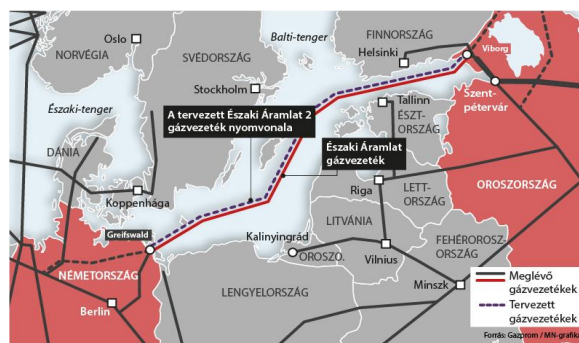 Oslo
NORVÉGIA
SVÉDORSZÁG
Balti-tenger
FINNORSZÁG
Helsinki
Viborg
Stockholm
Szent-
pétervár
Északi-tenger
A tervezett Északi Áramlat 2
gázvezeték nyomvonala
Tallinn
ÉSZT-
ORSZÁG
Északi Áramlat
gázvezeték
DÁNIA
Koppenhága
Riga
LETT-
ORSZÁG
OROSZORSZÁG
Greifswald
Kalinyingrád
LITVÁNIA
OROSZO.
Vilnius
FEHÉROROSZ-
ORSZÁG
NÉMETORSZÁG
Berlin
LENGYELORSZÁG
Minszk
Meglévő
gázvezetékek
Tervezett
gázvezetékek
Forrás: Gazprom / MN-grafika